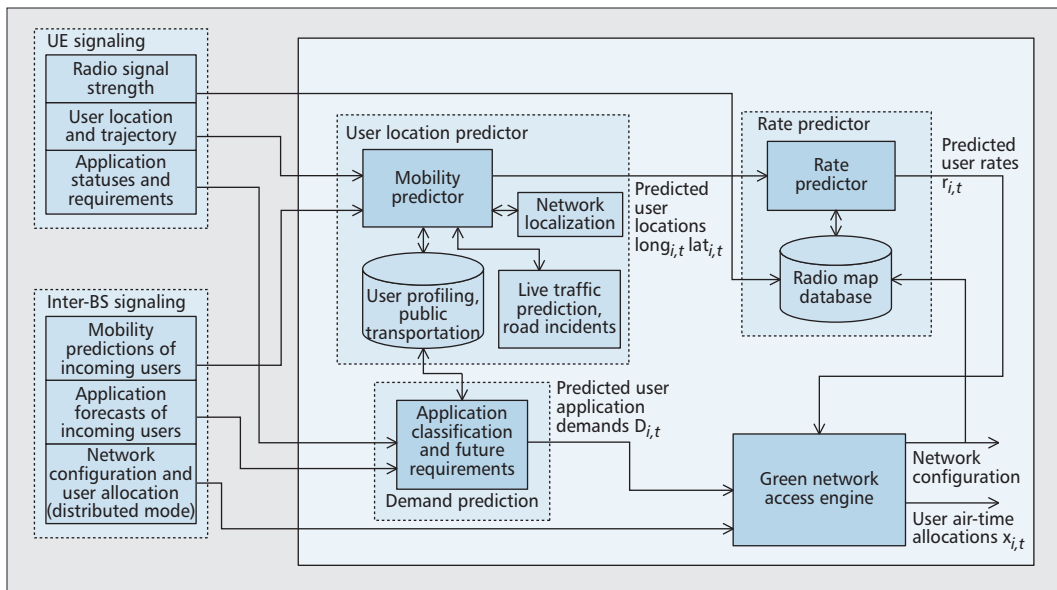 UE signaling
Radio signal
strength
User location
and trajectory
Application
statuses and
requirements
Inter-BS signaling
Mobility
predictions of
incoming users
Application
forecasts of
incoming users
Network
configuration and
user allocation
(distributed mode)
User location predictor
Mobility
predictor
Network
localization
User profiling,
public
transportation
Live traffic
prediction,
road incidents
Predicted
user
locations
long_{i,t} lat_{i,t}
Rate predictor
Rate
predictor
Radio map
database
Predicted
user rates
r_{i,t}
Application
classification
and future
requirements
Demand prediction
Predicted user
application
demands D_{i,t}
Green network
access engine
Network
configuration
User air-time
allocations x_{i,t}